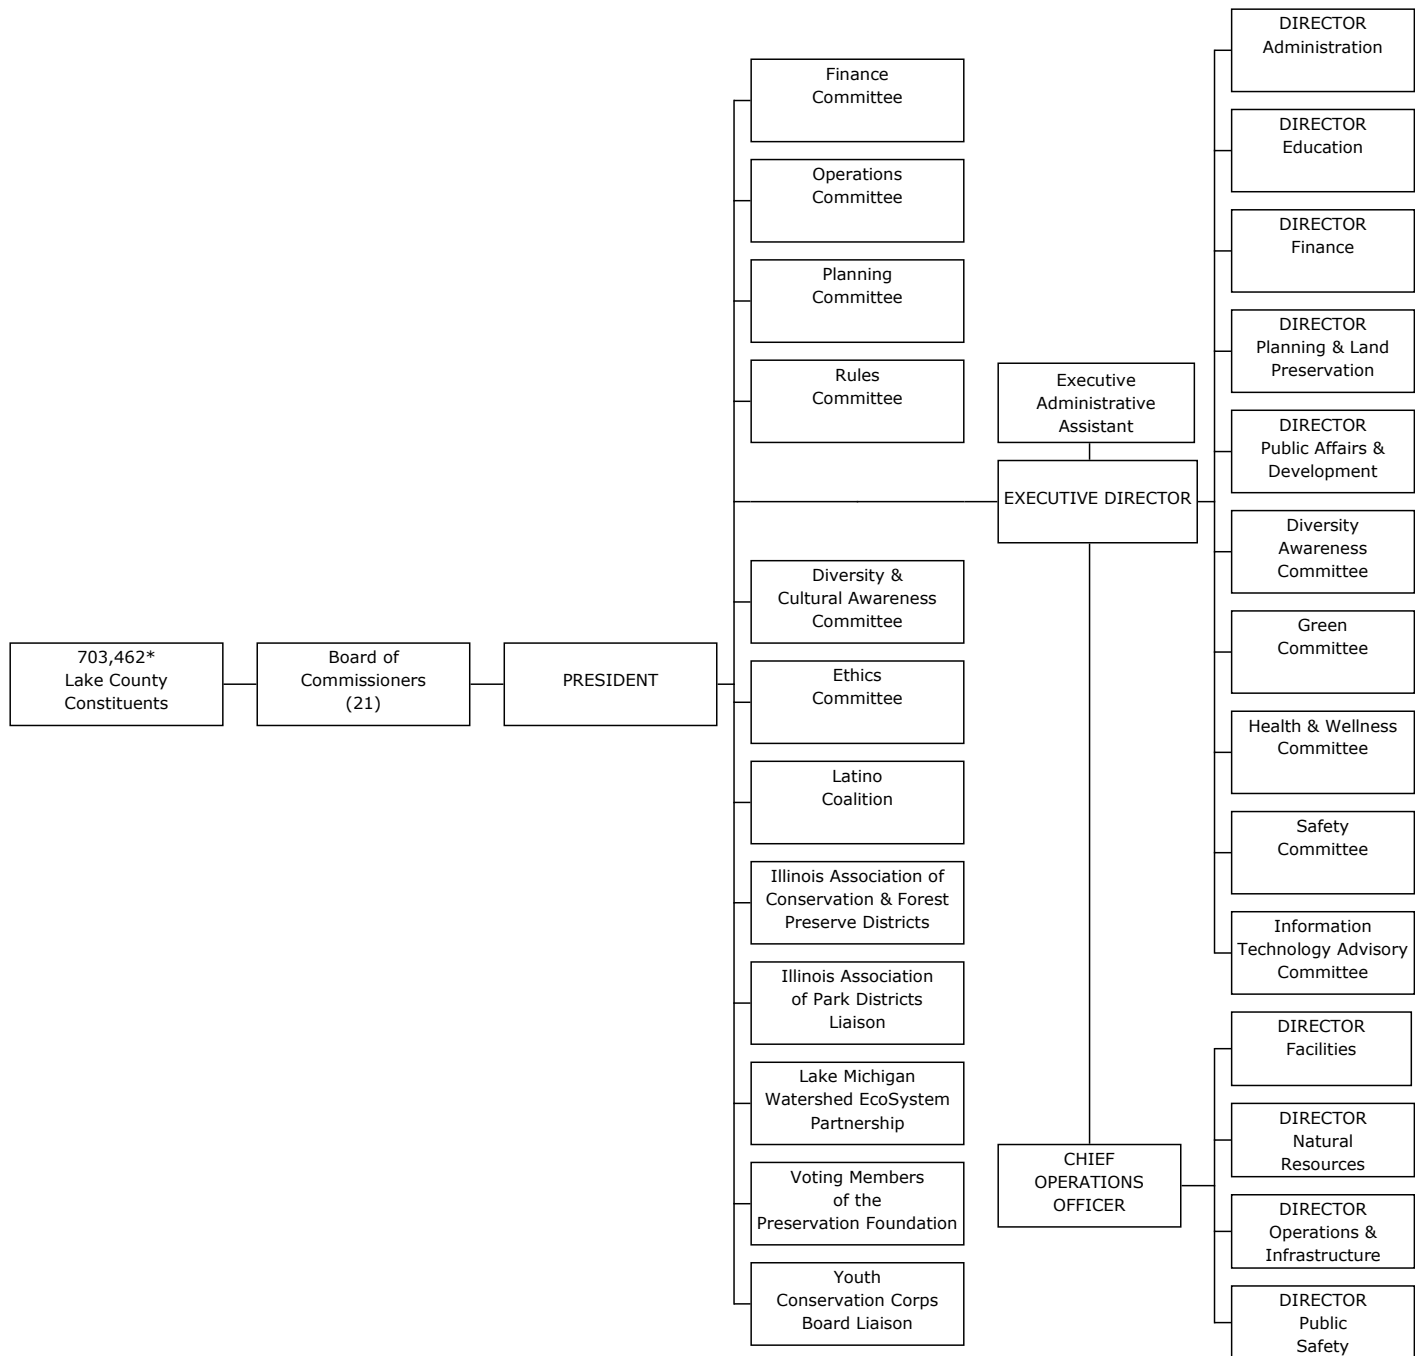 703,462*
Lake County
Constituents
Board of
Commissioners
(21)
PRESIDENT
Finance
Committee
Operations
Committee
Planning
Committee
Rules
Committee
Diversity &
Cultural Awareness
Committee
Ethics
Committee
Latino
Coalition
Illinois Association of
Conservation & Forest
Preserve Districts
Illinois Association
of Park Districts
Liaison
Lake Michigan
Watershed EcoSystem
Partnership
Voting Members
of the
Preservation Foundation
Youth
Conservation Corps
Board Liaison
Executive
Administrative
Assistant
EXECUTIVE DIRECTOR
CHIEF
OPERATIONS
OFFICER
DIRECTOR
Administration
DIRECTOR
Education
DIRECTOR
Finance
DIRECTOR
Planning & Land
Preservation
DIRECTOR
Public Affairs &
Development
Diversity
Awareness
Committee
Green
Committee
Health & Wellness
Committee
Safety
Committee
Information
Technology Advisory
Committee
DIRECTOR
Facilities
DIRECTOR
Natural
Resources
DIRECTOR
Operations &
Infrastructure
DIRECTOR
Public
Safety